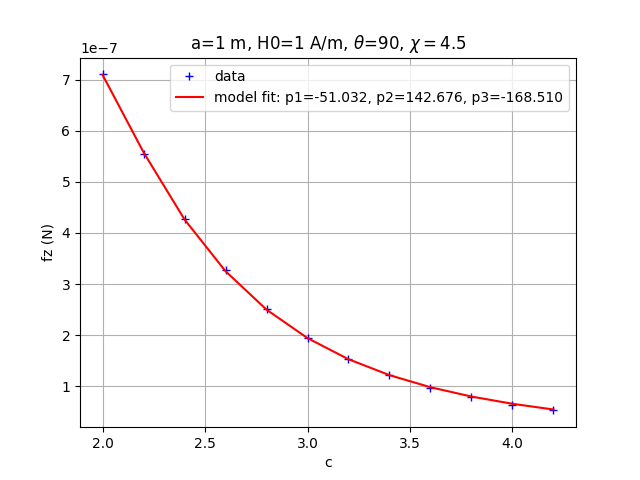 a=1 m, H0=1 A/m, θ=90, χ = 4.5
1e−7
data
model fit: p1=-51.032, p2=142.676, p3=-168.510
7
6
5
4
3
2
1
fz (N)
2.0 2.5 3.0 3.5 4.0
c